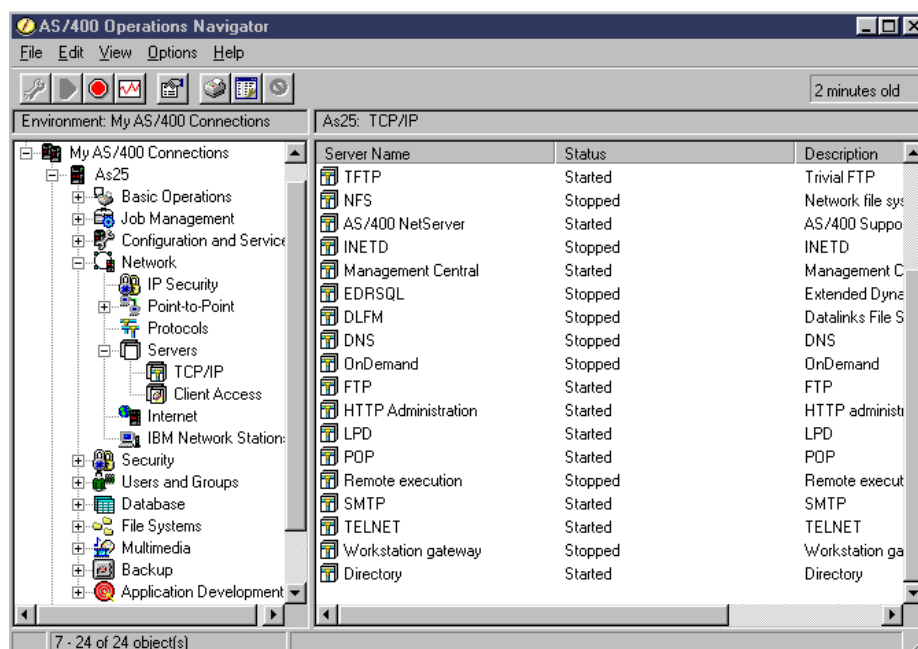 AS/400 Operations Navigator
File Edit View Options Help
2 minutes old
Environment: My AS/400 Connections
As25: TCP/IP
My AS/400 Connections
As25
Basic Operations
Job Management
Configuration and Service
Network
IP Security
Point-to-Point
Protocols
Servers
TCP/IP
Client Access
Internet
IBM Network Station
Security
Users and Groups
Database
File Systems
Multimedia
Backup
Application Development
Server Name Status Description
TFTP Started Trivial FTP
NFS Stopped Network file sys
AS/400 NetServer Started AS/400 Suppo
INETD Stopped INETD
Management Central Started Management C
EDRSQL Stopped Extended Dyna
DLFM Stopped Datalinks File S
DNS Stopped DNS
OnDemand Stopped OnDemand
FTP Started FTP
HTTP Administration Started HTTP administ
LPD Started LPD
POP Started POP
Remote execution Stopped Remote execut
SMTP Started SMTP
TELNET Started TELNET
Workstation gateway Stopped Workstation ga
Directory Started Directory
7 - 24 of 24 object(s)